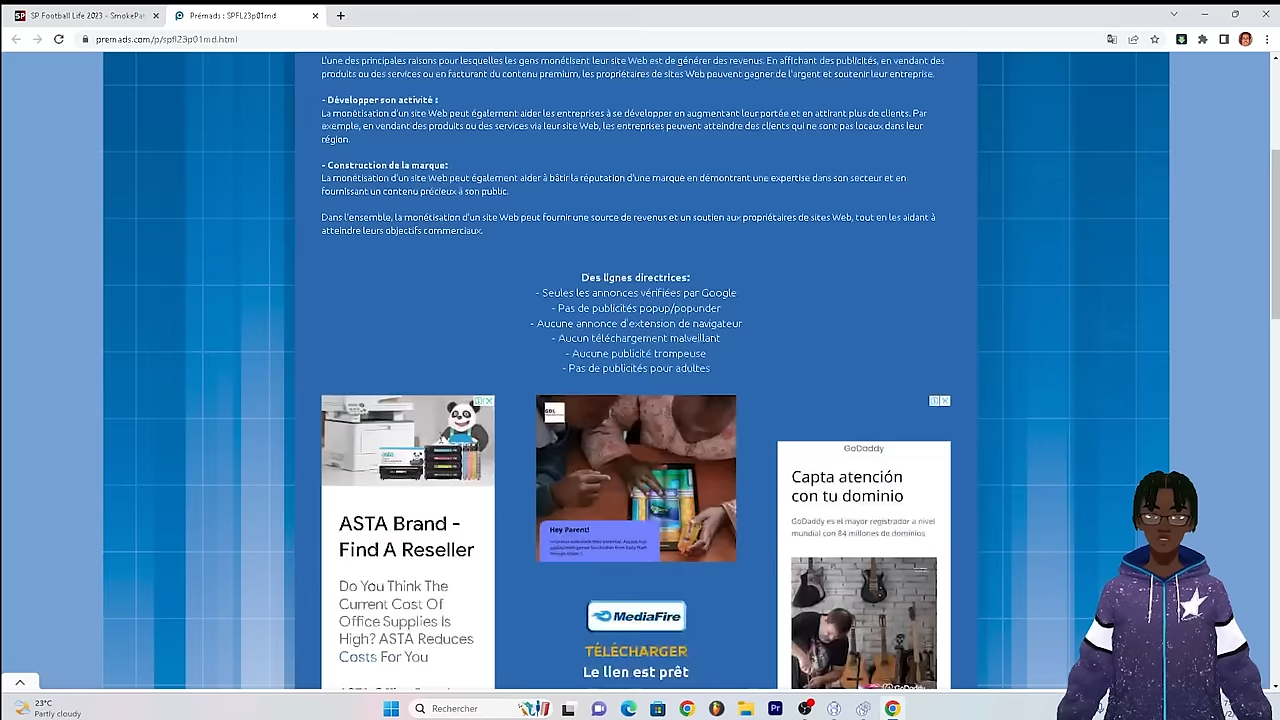 SP Football Life 2023 - SmokePat
Prémads : SPFL23p01md
premads.com/p/spfl23p01md.html
L'une des principales raisons pour lesquelles les gens monétisent leur site Web est de générer des revenus. En affichant des publicités, en vendant des
produits ou des services ou en facturant du contenu premium, les propriétaires de sites Web peuvent gagner de l'argent et soutenir leur entreprise.
- Développer son activité :
La monétisation d'un site Web peut également aider les entreprises à se développer en augmentant leur portée et en attirant plus de clients. Par
exemple, en vendant des produits ou des services via leur site Web, les entreprises peuvent atteindre des clients qui ne sont pas locaux dans leur
région.
- Construction de la marque:
La monétisation d'un site Web peut également aider à bâtir la réputation d'une marque en démontrant une expertise dans son secteur et en
fournissant un contenu précieux à son public.
Dans l'ensemble, la monétisation d'un site Web peut fournir une source de revenus et un soutien aux propriétaires de sites Web, tout en les aidant à
atteindre leurs objectifs commerciaux.
Des lignes directrices:
- Seules les annonces vérifiées par Google
- Pas de publicités popup/popunder
- Aucune annonce d'extension de navigateur
- Aucun téléchargement malveillant
- Aucune publicité trompeuse
- Pas de publicités pour adultes
ASTA Brand -
Find A Reseller
Do You Think The
Current Cost Of
Office Supplies Is
High? ASTA Reduces
Costs For You
GDL
Hey Parent!
MediaFire
TÉLÉCHARGER
Le lien est prêt
GoDaddy
Capta atención
con tu dominio
GoDaddy es el mayor registrador a nivel
mundial con 84 millones de dominios
GoDaddy
23°C
Partly cloudy
Rechercher